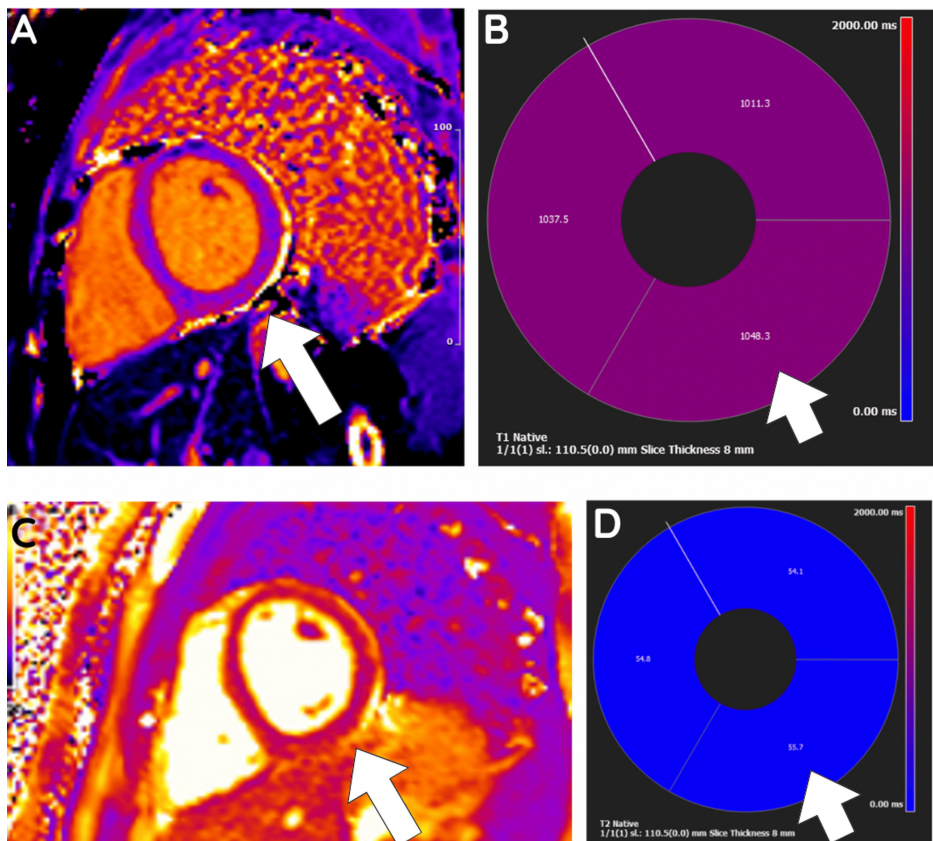 A
100
0
B
2000.00 ms
1011.3
1037.5
1048.3
0.00 ms
T1 Native
1/1(1) sl.: 110.5(0.0) mm Slice Thickness 8 mm
C
D
2000.00 ms
54.1
54.8
55.7
0.00 ms
T2 Native
1/1(1) sl.: 110.5(0.0) mm Slice Thickness 8 mm